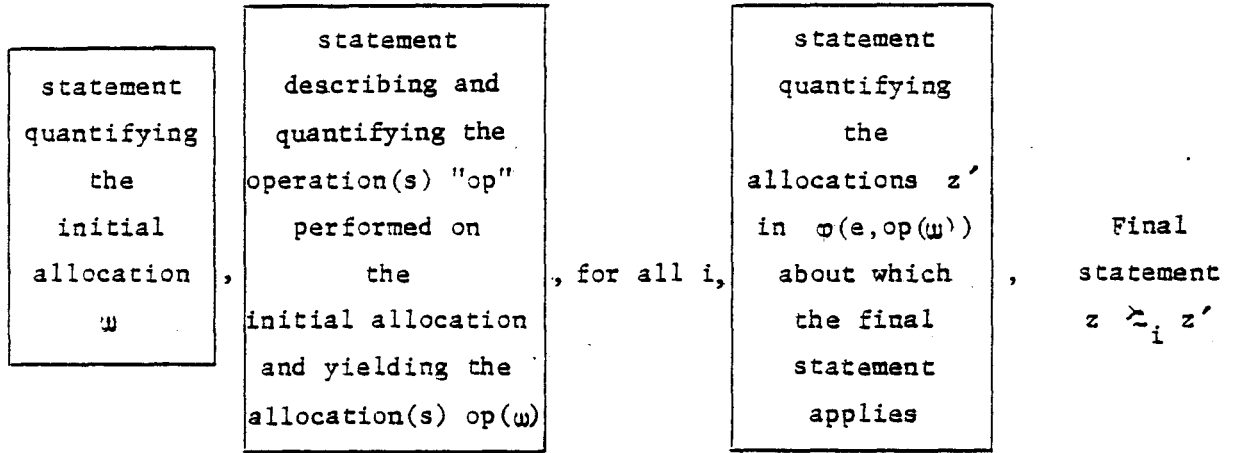 statement
quantifying
the
initial
allocation
ω
,
statement
describing and
quantifying the
operation(s) "op"
performed on
the
initial allocation
and yielding the
allocation(s) op(ω)
, for all i,
statement
quantifying
the
allocations z′
in φ(e,op(ω))
about which
the final
statement
applies
,
Final
statement
z ≿_i z′